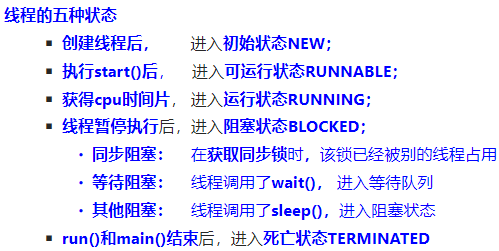 线程的五种状态
▪ 创建线程后， 进入初始状态NEW；
▪ 执行start()后， 进入可运行状态RUNNABLE；
▪ 获得cpu时间片， 进入运行状态RUNNING；
▪ 线程暂停执行后，进入阻塞状态BLOCKED；
• 同步阻塞： 在获取同步锁时，该锁已经被别的线程占用
• 等待阻塞： 线程调用了wait()， 进入等待队列
• 其他阻塞： 线程调用了sleep()，进入阻塞状态
▪ run()和main()结束后，进入死亡状态TERMINATED